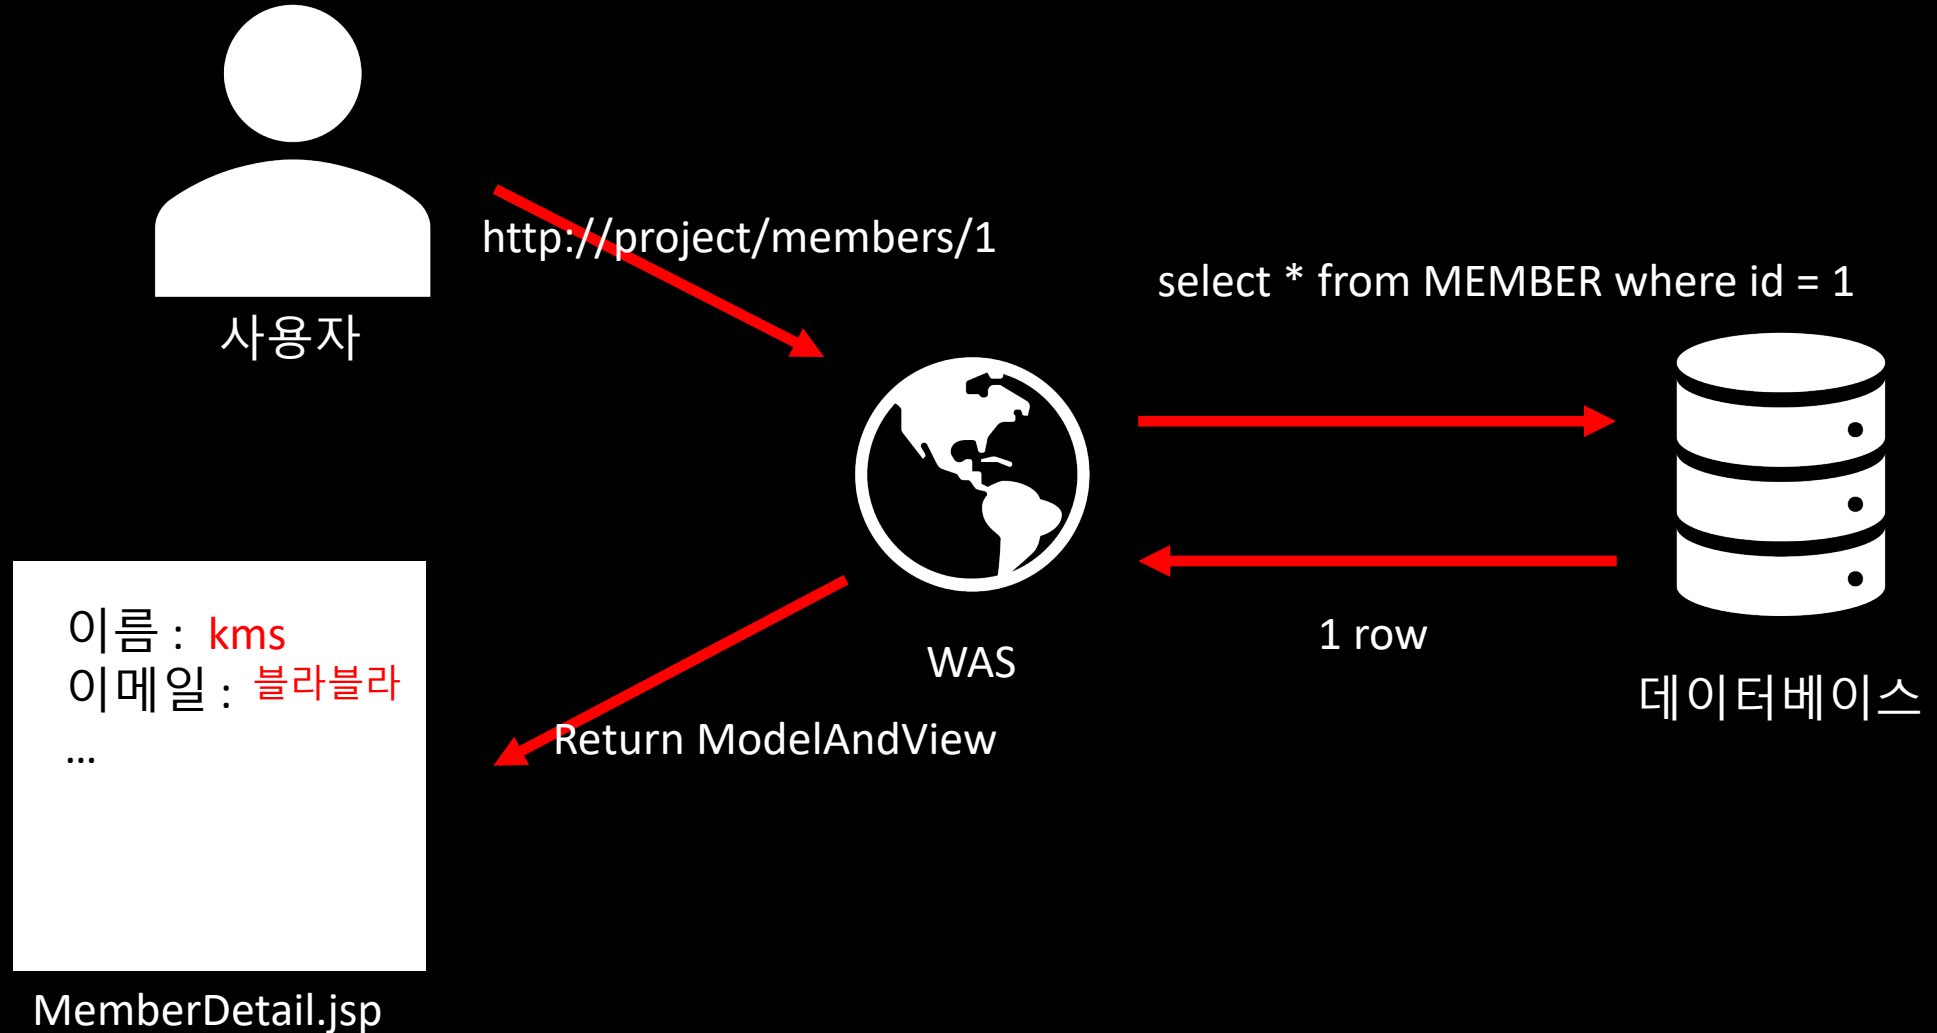 사용자
http://project/members/1
select * from MEMBER where id = 1
WAS
1 row
데이터베이스
Return ModelAndView
이름 : kms
이메일 : 블라블라
...
MemberDetail.jsp